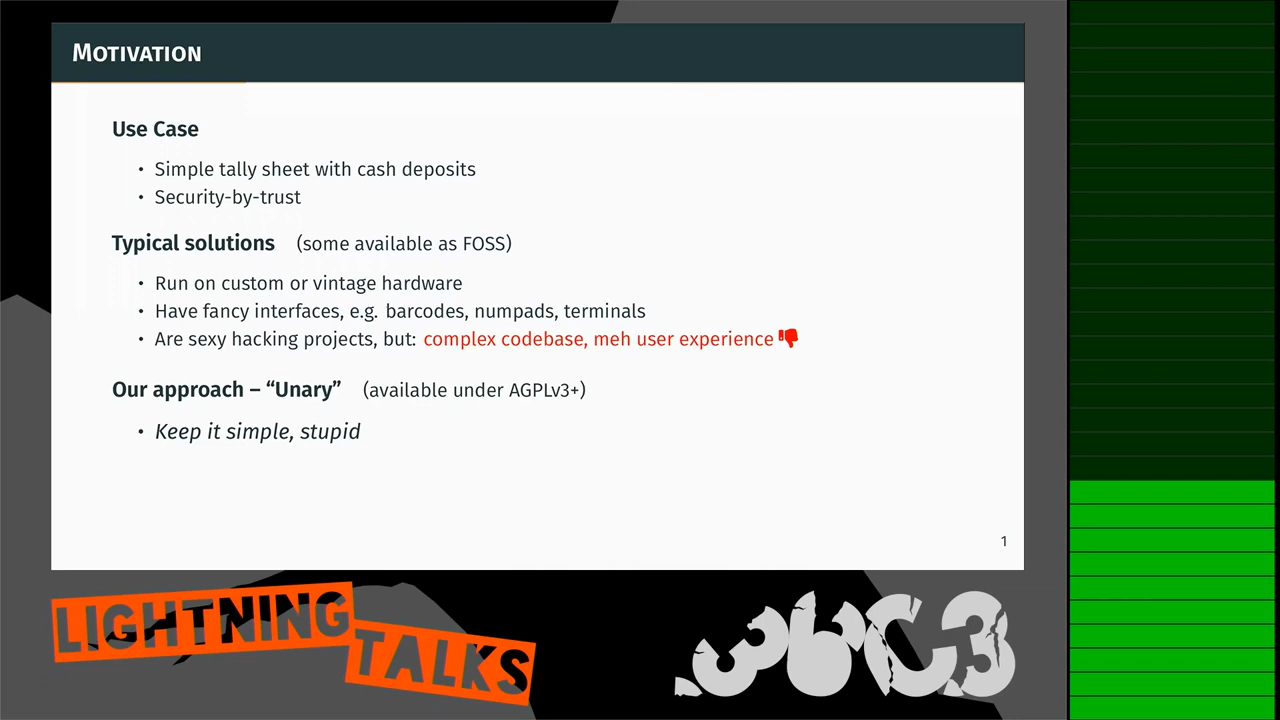 Motivation
Use Case
• Simple tally sheet with cash deposits
• Security-by-trust
Typical solutions (some available as FOSS)
• Run on custom or vintage hardware
• Have fancy interfaces, e.g. barcodes, numpads, terminals
• Are sexy hacking projects, but: complex codebase, meh user experience
Our approach – “Unary” (available under AGPLv3+)
• Keep it simple, stupid
1
LIGHTNING
TALKS
36C3